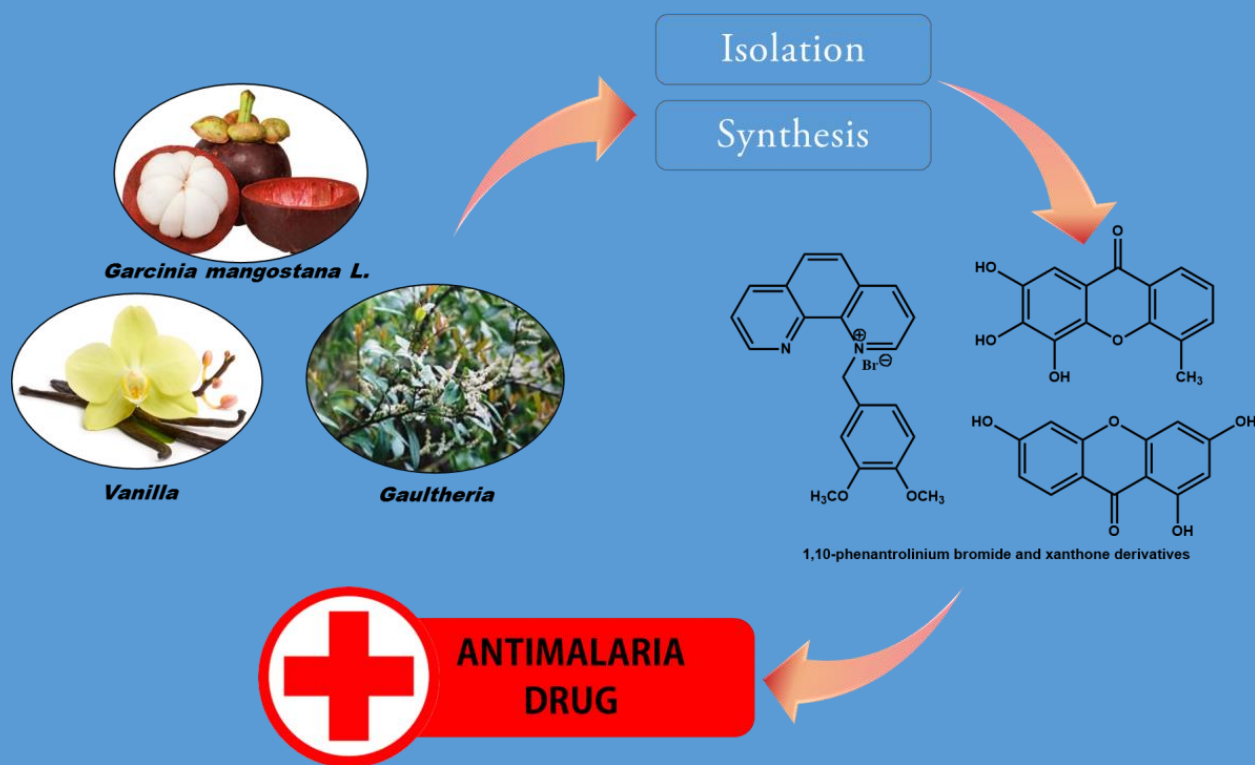 Isolation
Synthesis
Garcinia mangostana L.
Vanilla
Gaultheria
N
N
⊕
Br⊖
H₃CO
OCH₃
O
HO
HO
O
OH
CH₃
HO
O
OH
O
OH
1,10-phenantrolinium bromide and xanthone derivatives
ANTIMALARIA
DRUG